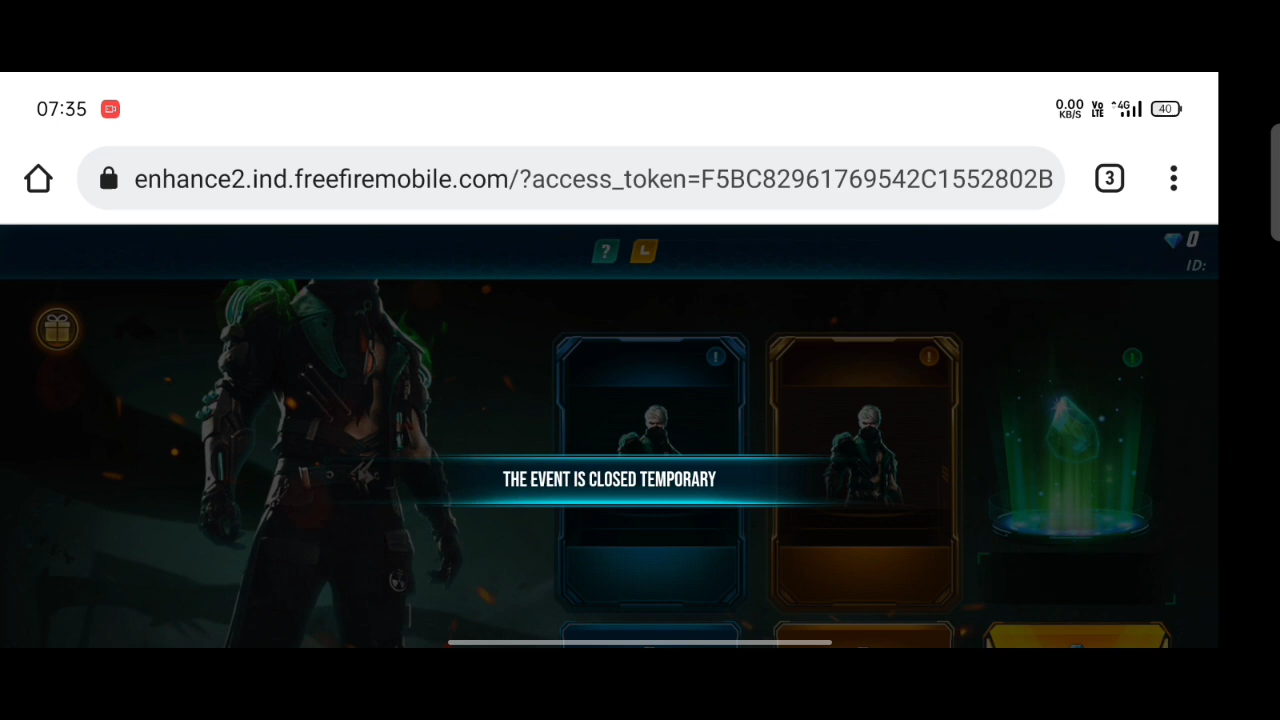 07:35
0.00 KB/S Vo LTE 4G 40
enhance2.ind.freefiremobile.com/?access_token=F5BC82961769542C1552802B
3
? L
0
ID:
! ! !
THE EVENT IS CLOSED TEMPORARY